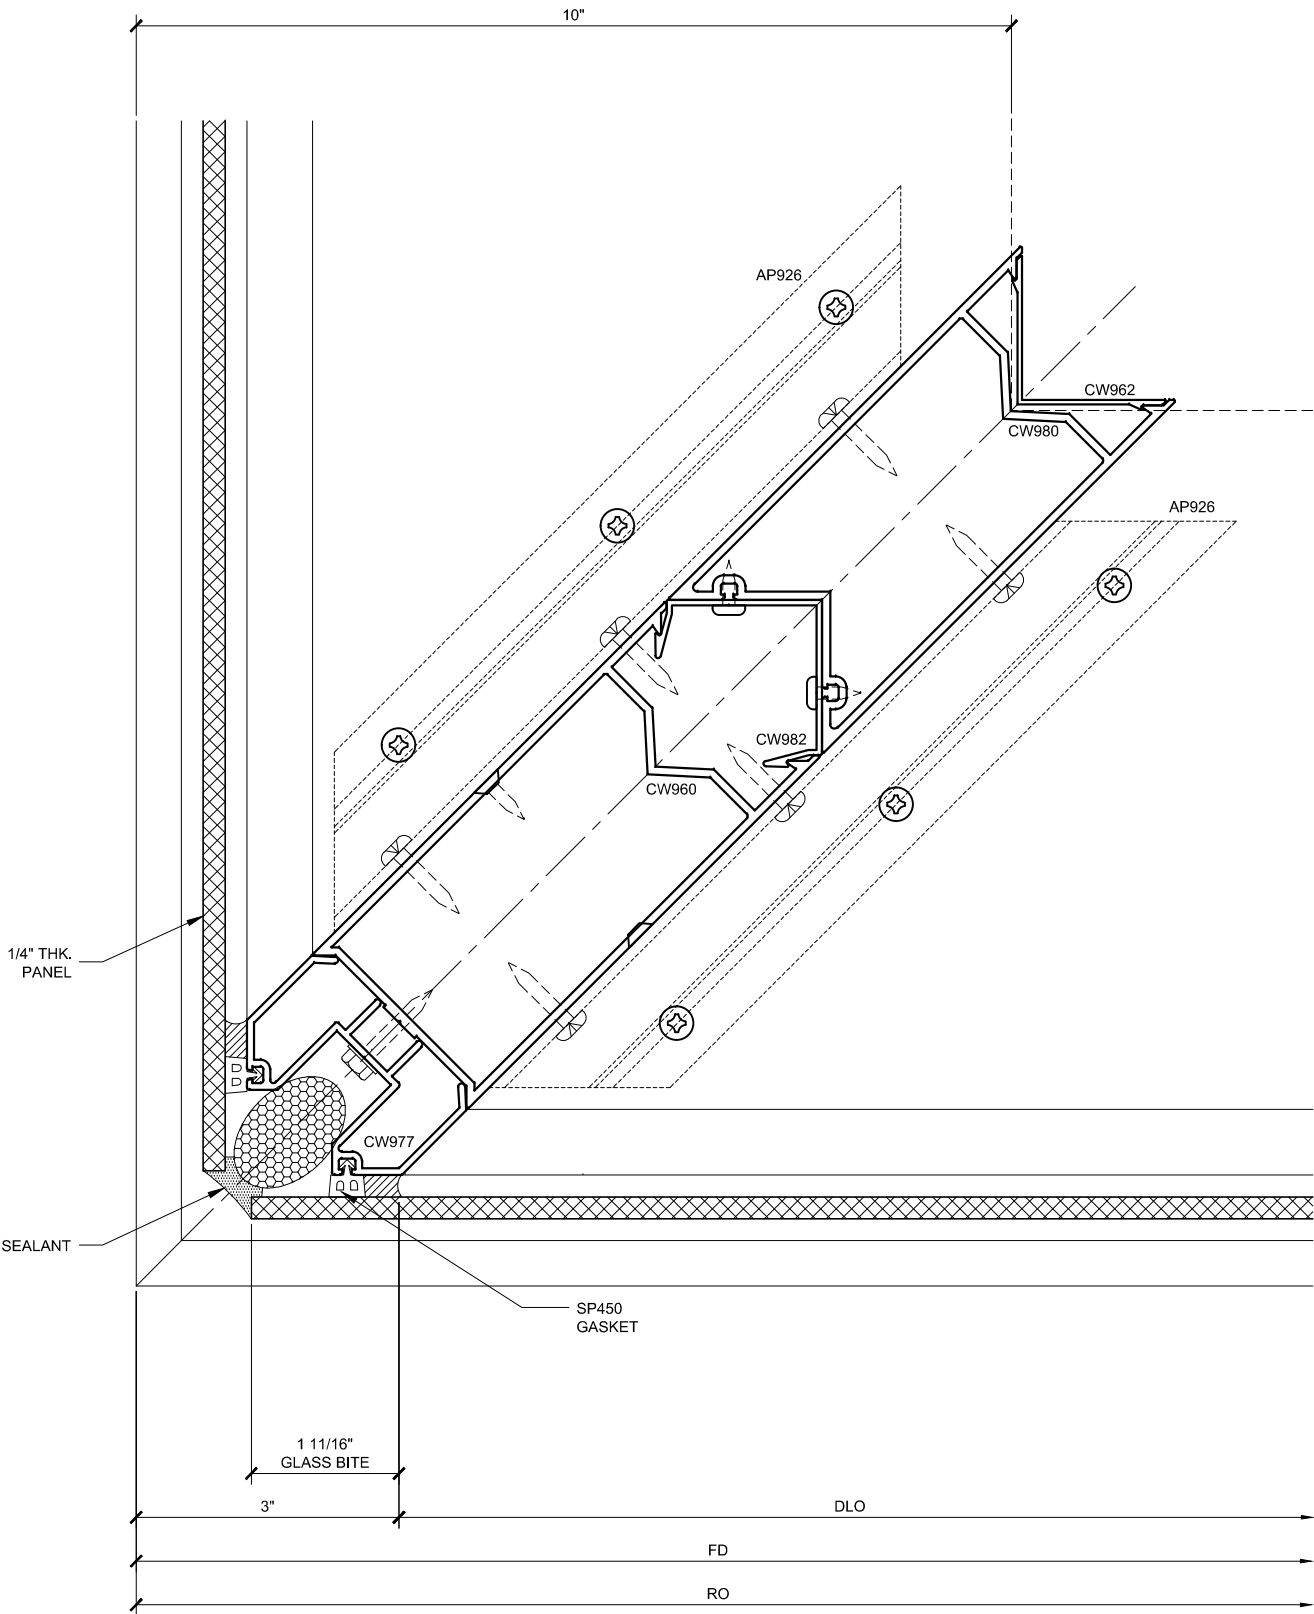 10"
AP926
CW962
CW980
AP926
CW982
CW960
1/4" THK.
PANEL
CW977
SEALANT
SP450
GASKET
1 11/16"
GLASS BITE
3"
DLO
FD
RO